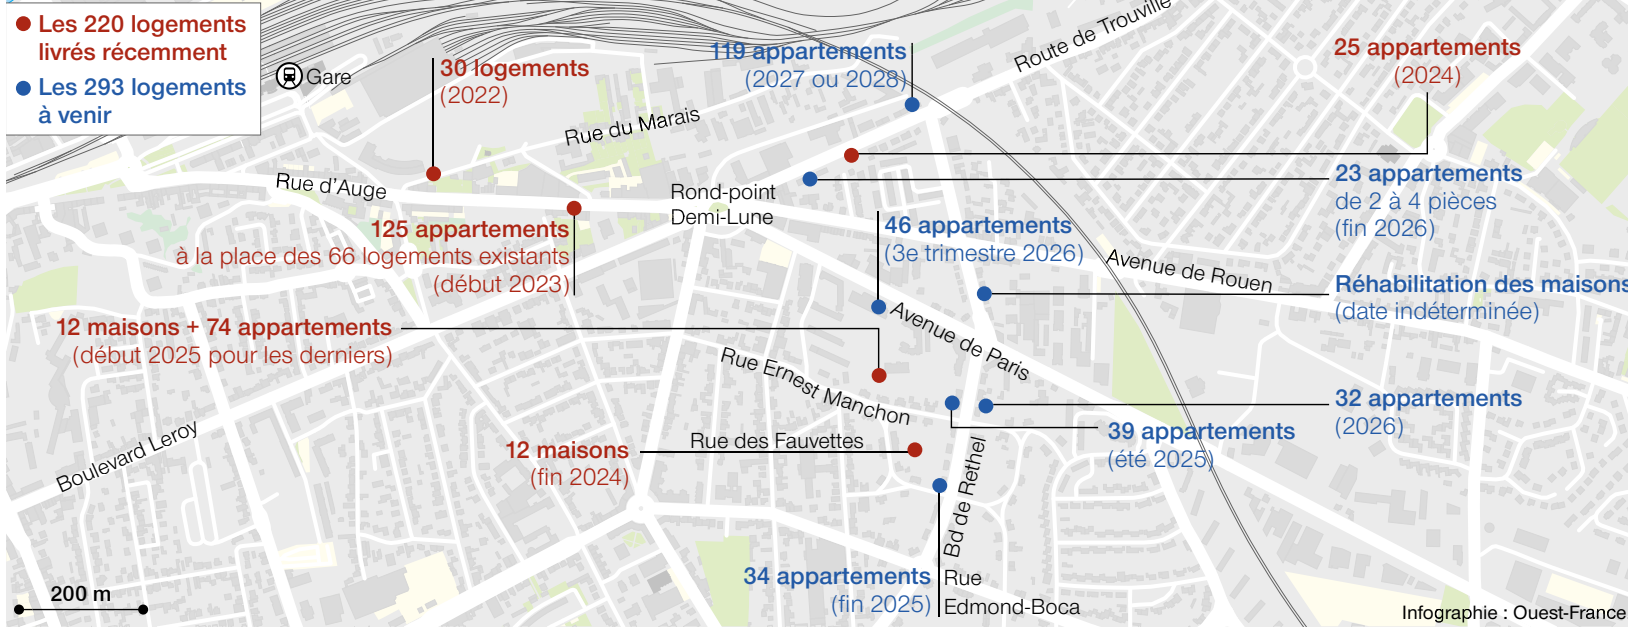 Les 220 logements
livrés récemment
Les 293 logements
à venir
Gare
30 logements
(2022)
119 appartements
(2027 ou 2028)
Route de Trouville
25 appartements
(2024)
Rue du Marais
Rue d'Auge
Rond-point
Demi-Lune
23 appartements
de 2 à 4 pièces
(fin 2026)
125 appartements
à la place des 66 logements existants
(début 2023)
46 appartements
(3e trimestre 2026)
Avenue de Rouen
Réhabilitation des maisons
(date indéterminée)
12 maisons + 74 appartements
(début 2025 pour les derniers)
Avenue de Paris
Rue Ernest Manchon
32 appartements
(2026)
39 appartements
(été 2025)
Boulevard Leroy
12 maisons
(fin 2024)
Rue des Fauvettes
Bd de Rethel
34 appartements
(fin 2025)
Rue
Edmond-Boca
200 m
Infographie : Ouest-France